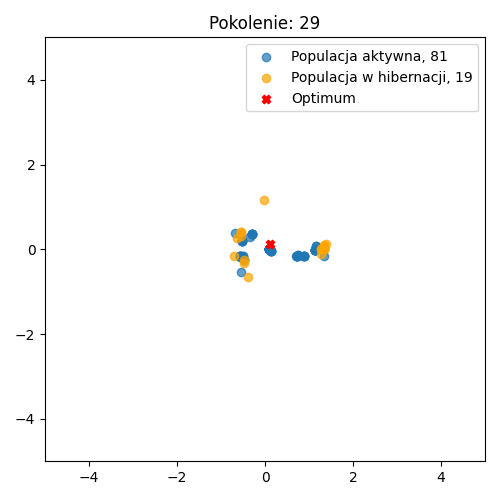 Pokolenie: 29
Populacja aktywna, 81
Populacja w hibernacji, 19
Optimum
4
2
0
−2
−4
−4
−2
0
2
4